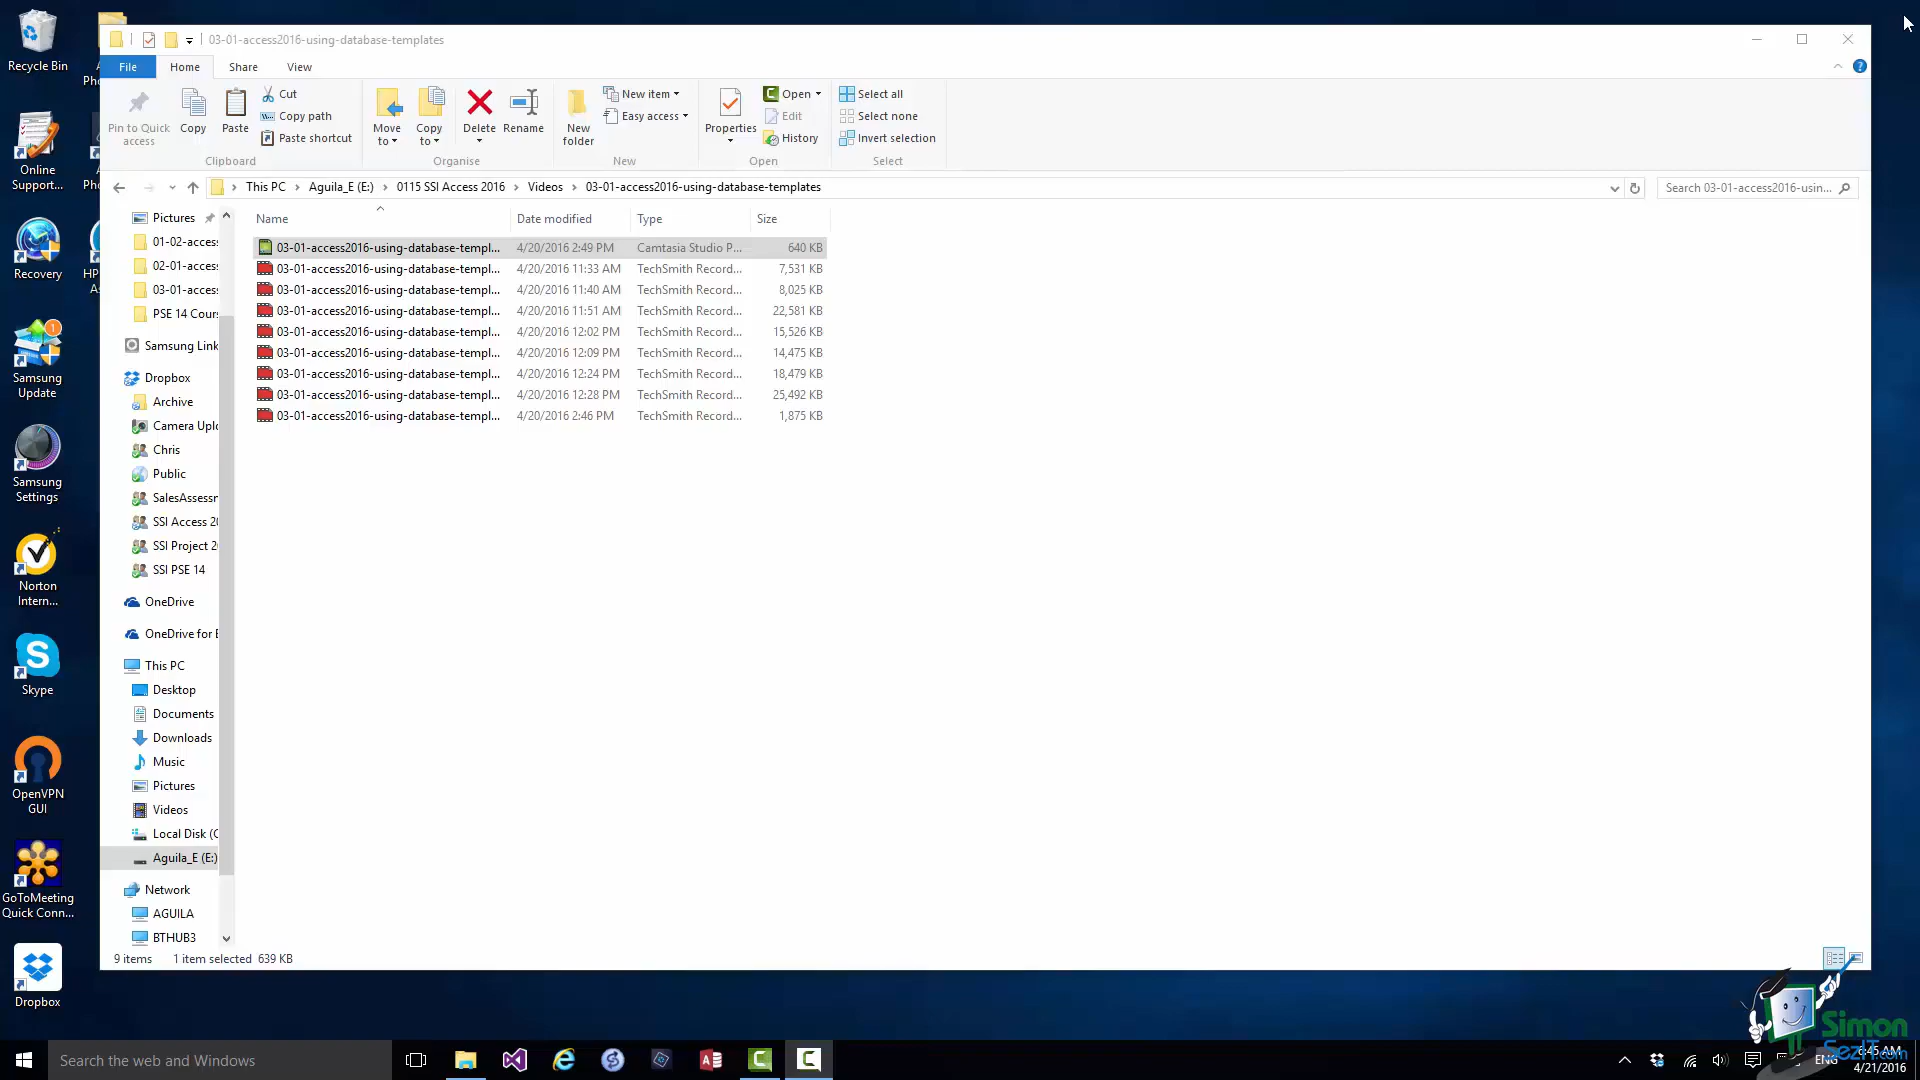 03-01-access2016-using-database-templates
File Home Share View
Pin to Quick access
Copy
Paste
Cut
Copy path
Paste shortcut
Move to
Copy to
Delete
Rename
New folder
New item
Easy access
Properties
Open
Edit
History
Select all
Select none
Invert selection
Clipboard Organise New Open Select
This PC Aguila_E (E:) 0115 SSI Access 2016 Videos 03-01-access2016-using-database-templates
Search 03-01-access2016-usin...
Name Date modified Type Size
03-01-access2016-using-database-templ... 4/20/2016 2:49 PM Camtasia Studio P... 640 KB
03-01-access2016-using-database-templ... 4/20/2016 11:33 AM TechSmith Record... 7,531 KB
03-01-access2016-using-database-templ... 4/20/2016 11:40 AM TechSmith Record... 8,025 KB
03-01-access2016-using-database-templ... 4/20/2016 11:51 AM TechSmith Record... 22,581 KB
03-01-access2016-using-database-templ... 4/20/2016 12:02 PM TechSmith Record... 15,526 KB
03-01-access2016-using-database-templ... 4/20/2016 12:09 PM TechSmith Record... 14,475 KB
03-01-access2016-using-database-templ... 4/20/2016 12:24 PM TechSmith Record... 18,479 KB
03-01-access2016-using-database-templ... 4/20/2016 12:28 PM TechSmith Record... 25,492 KB
03-01-access2016-using-database-templ... 4/20/2016 2:46 PM TechSmith Record... 1,875 KB
Pictures
01-02-access
02-01-access
03-01-access
PSE 14 Cour
Samsung Link
Dropbox
Archive
Camera Uplo
Chris
Public
SalesAssessm
SSI Access 20
SSI Project 2
SSI PSE 14
OneDrive
OneDrive for B
This PC
Desktop
Documents
Downloads
Music
Pictures
Videos
Local Disk (C
Aguila_E (E:)
Network
AGUILA
BTHUB3
9 items 1 item selected 639 KB
Recycle Bin
Online Support...
Recovery
Samsung Update
Samsung Settings
Norton Intern...
Skype
OpenVPN GUI
GoToMeeting Quick Conn...
Dropbox
Search the web and Windows
ENG
4/21/2016
Simon
SezIT.com